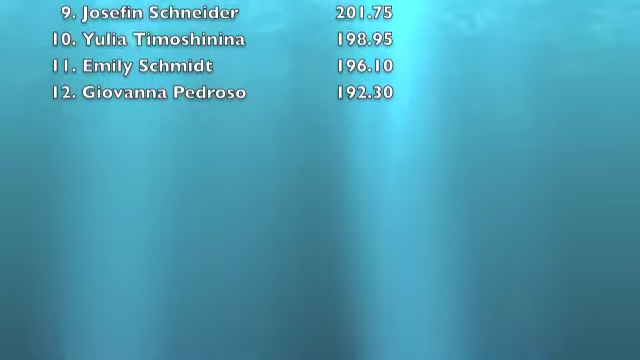 9. Josefin Schneider 201.75
10. Yulia Timoshinina 198.95
11. Emily Schmidt 196.10
12. Giovanna Pedroso 192.30